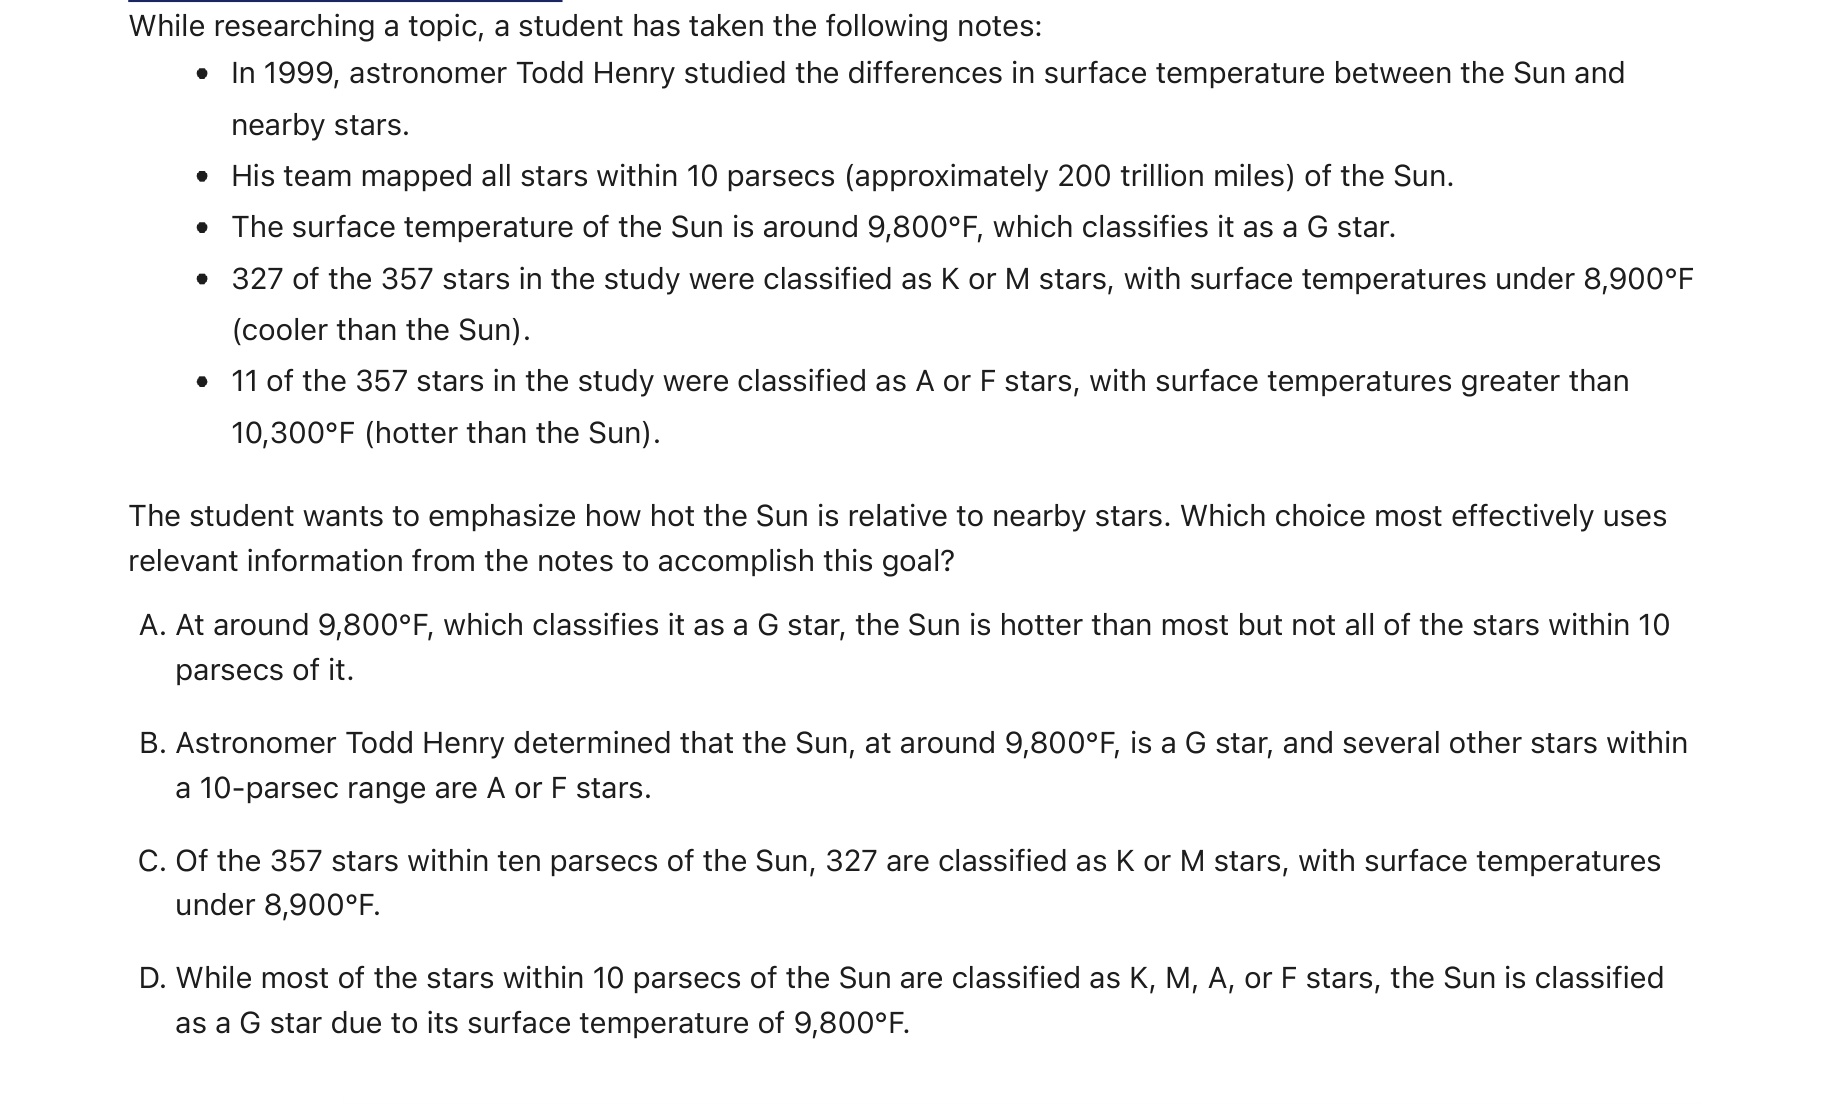 While researching a topic, a student has taken the following notes:
• In 1999, astronomer Todd Henry studied the differences in surface temperature between the Sun and
nearby stars.
• His team mapped all stars within 10 parsecs (approximately 200 trillion miles) of the Sun.
• The surface temperature of the Sun is around 9,800°F, which classifies it as a G star.
• 327 of the 357 stars in the study were classified as K or M stars, with surface temperatures under 8,900°F
(cooler than the Sun).
• 11 of the 357 stars in the study were classified as A or F stars, with surface temperatures greater than
10,300°F (hotter than the Sun).
The student wants to emphasize how hot the Sun is relative to nearby stars. Which choice most effectively uses
relevant information from the notes to accomplish this goal?
A. At around 9,800°F, which classifies it as a G star, the Sun is hotter than most but not all of the stars within 10
parsecs of it.
B. Astronomer Todd Henry determined that the Sun, at around 9,800°F, is a G star, and several other stars within
a 10-parsec range are A or F stars.
C. Of the 357 stars within ten parsecs of the Sun, 327 are classified as K or M stars, with surface temperatures
under 8,900°F.
D. While most of the stars within 10 parsecs of the Sun are classified as K, M, A, or F stars, the Sun is classified
as a G star due to its surface temperature of 9,800°F.